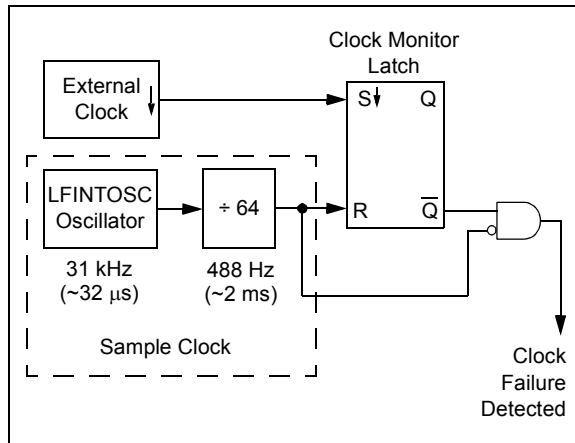 Clock Monitor
Latch
External
Clock
S
Q
LFINTOSC
Oscillator
÷ 64
R
Q
31 kHz
(~32 μs)
488 Hz
(~2 ms)
Sample Clock
Clock
Failure
Detected